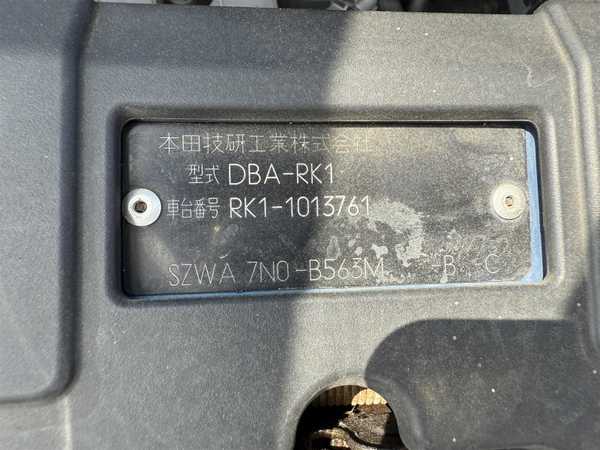 本田技研工業株式会社
型式 DBA-RK1
車台番号 RK1-1013761
SZWA 7N0-B563M B C